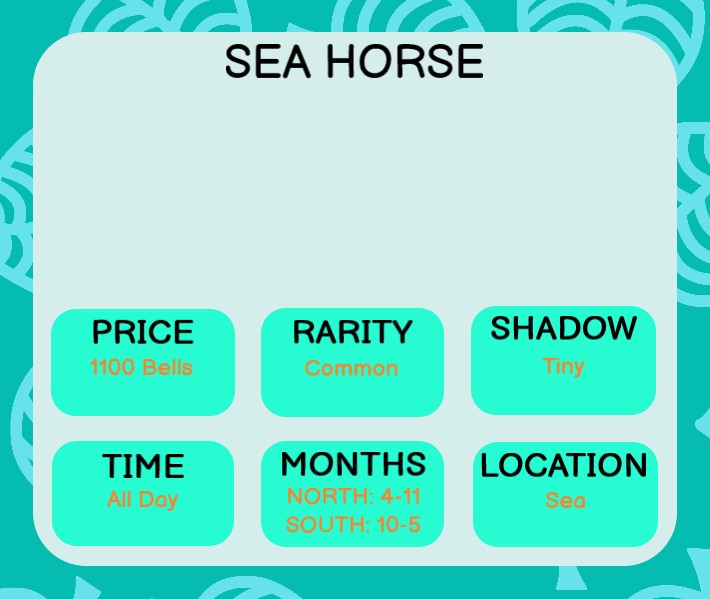 SEA HORSE
PRICE
1100 Bells
RARITY
Common
SHADOW
Tiny
TIME
All Day
MONTHS
NORTH: 4-11
SOUTH: 10-5
LOCATION
Sea